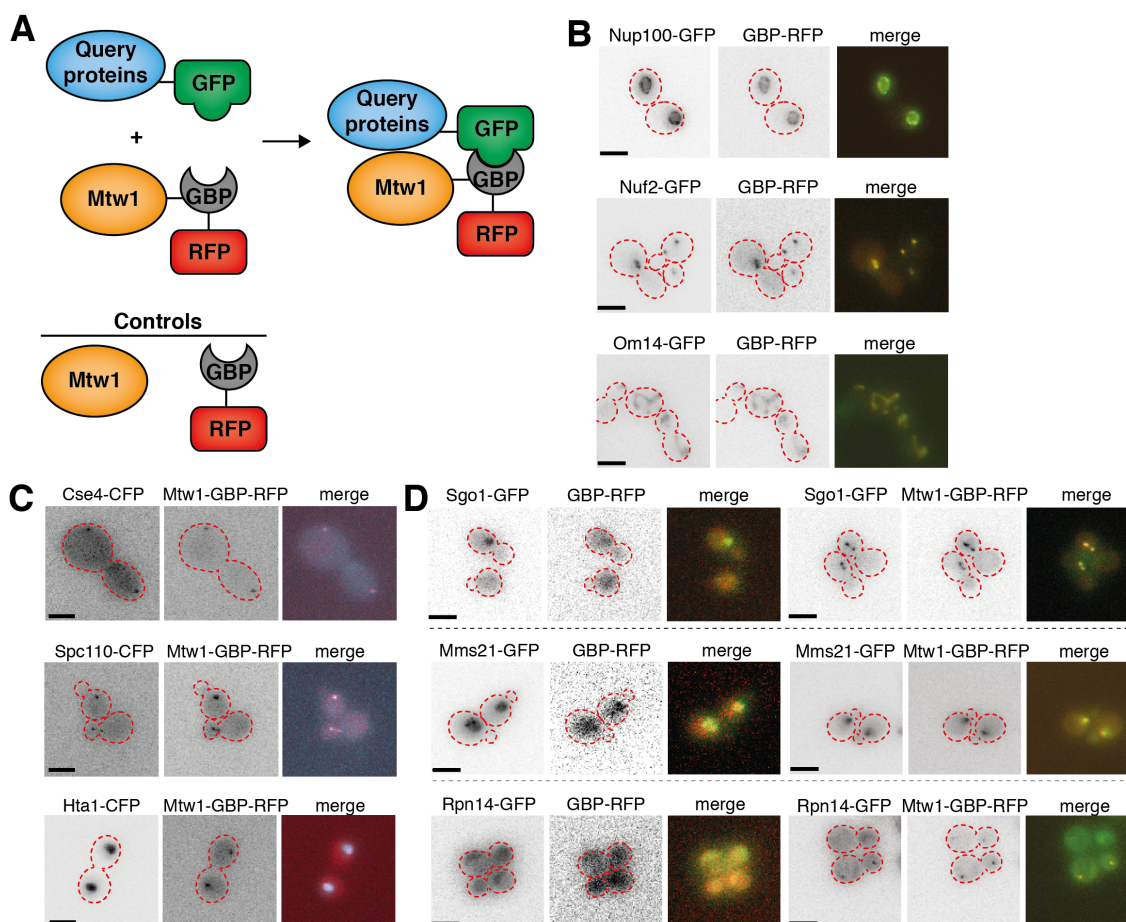 A
Query
proteins
GFP
+
Mtw1
GBP
RFP
Query
proteins
GFP
Mtw1
GBP
RFP
Controls
Mtw1
GBP
RFP
B
Nup100-GFP GBP-RFP merge
Nuf2-GFP GBP-RFP merge
Om14-GFP GBP-RFP merge
C
Cse4-CFP Mtw1-GBP-RFP merge
Spc110-CFP Mtw1-GBP-RFP merge
Hta1-CFP Mtw1-GBP-RFP merge
D
Sgo1-GFP GBP-RFP merge Sgo1-GFP Mtw1-GBP-RFP merge
Mms21-GFP GBP-RFP merge Mms21-GFP Mtw1-GBP-RFP merge
Rpn14-GFP GBP-RFP merge Rpn14-GFP Mtw1-GBP-RFP merge